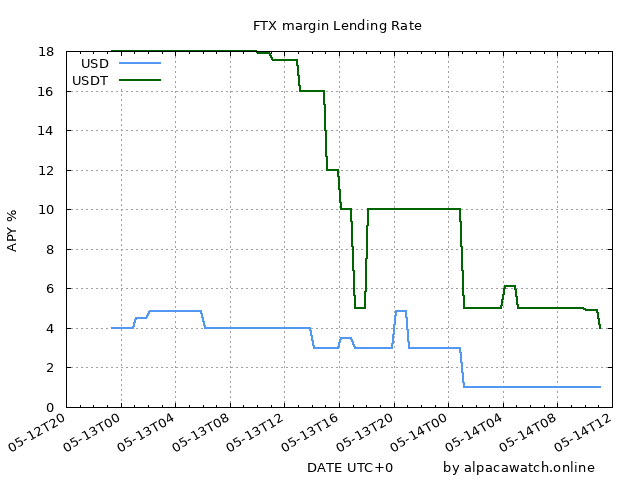 FTX margin Lending Rate
18
USD
USDT
16
14
12
10
8
6
4
2
0
APY %
05-12T20
05-13T00
05-13T04
05-13T08
05-13T12
05-13T16
05-13T20
05-14T00
05-14T04
05-14T08
05-14T12
DATE UTC+0
by alpacawatch.online